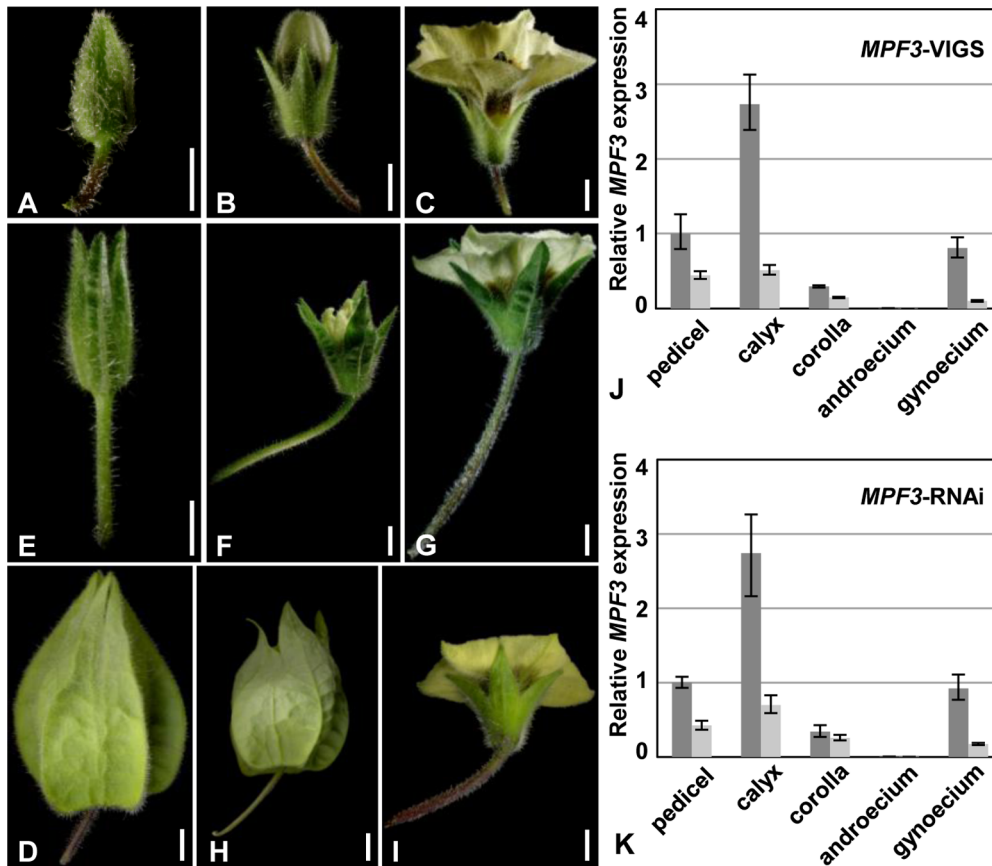 A
B
C
E
F
G
D
H
I
4
MPF3-VIGS
3
2
1
0
Relative MPF3 expression
pedicel
calyx
corolla
androecium
gynoecium
J
4
MPF3-RNAi
3
2
1
0
Relative MPF3 expression
pedicel
calyx
corolla
androecium
gynoecium
K